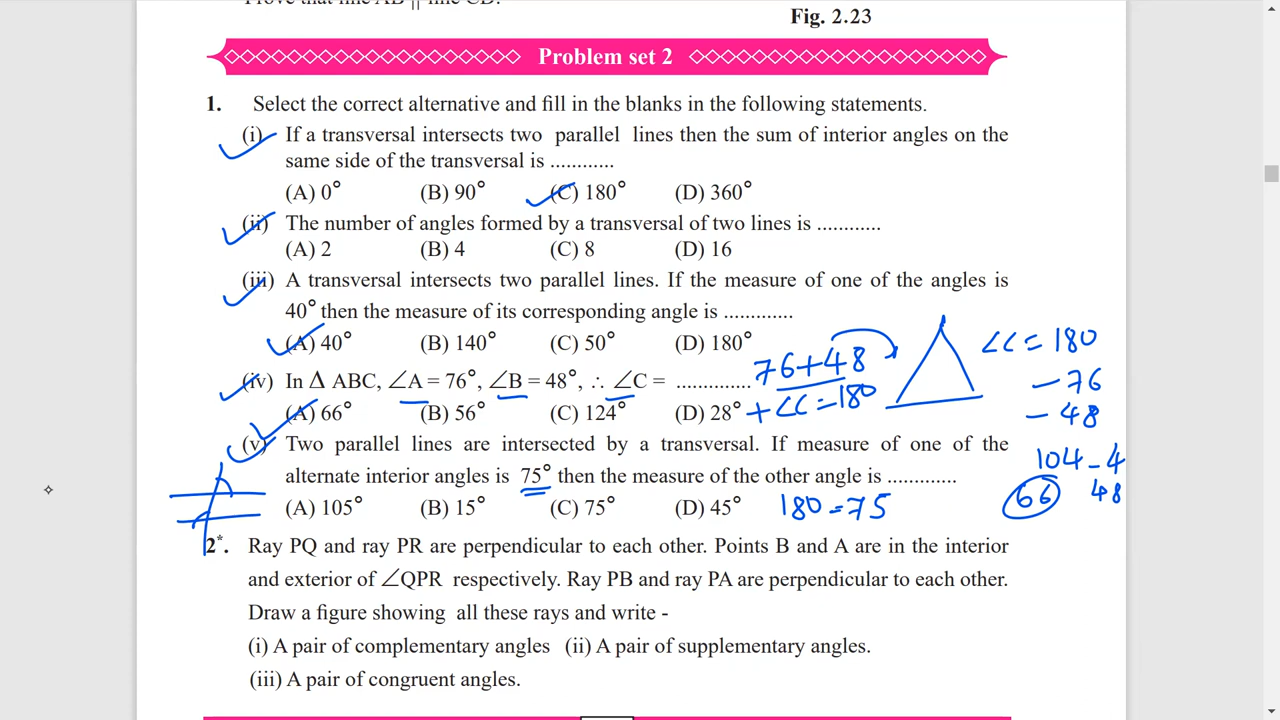 Prove that line AB || line CD.
Fig. 2.23
Problem set 2
1. Select the correct alternative and fill in the blanks in the following statements.
(i) If a transversal intersects two parallel lines then the sum of interior angles on the
same side of the transversal is ............
(A) 0° (B) 90° (C) 180° (D) 360°
(ii) The number of angles formed by a transversal of two lines is ............
(A) 2 (B) 4 (C) 8 (D) 16
(iii) A transversal intersects two parallel lines. If the measure of one of the angles is
40° then the measure of its corresponding angle is .............
(A) 40° (B) 140° (C) 50° (D) 180°
(iv) In Δ ABC, ∠A = 76°, ∠B = 48°, ∴ ∠C = ..............
(A) 66° (B) 56° (C) 124° (D) 28°
76+48
+∠C=180
∠C = 180
- 76
- 48
104 - 4
48
66
(v) Two parallel lines are intersected by a transversal. If measure of one of the
alternate interior angles is 75° then the measure of the other angle is .............
(A) 105° (B) 15° (C) 75° (D) 45°
180=75
2*. Ray PQ and ray PR are perpendicular to each other. Points B and A are in the interior
and exterior of ∠QPR respectively. Ray PB and ray PA are perpendicular to each other.
Draw a figure showing all these rays and write -
(i) A pair of complementary angles (ii) A pair of supplementary angles.
(iii) A pair of congruent angles.